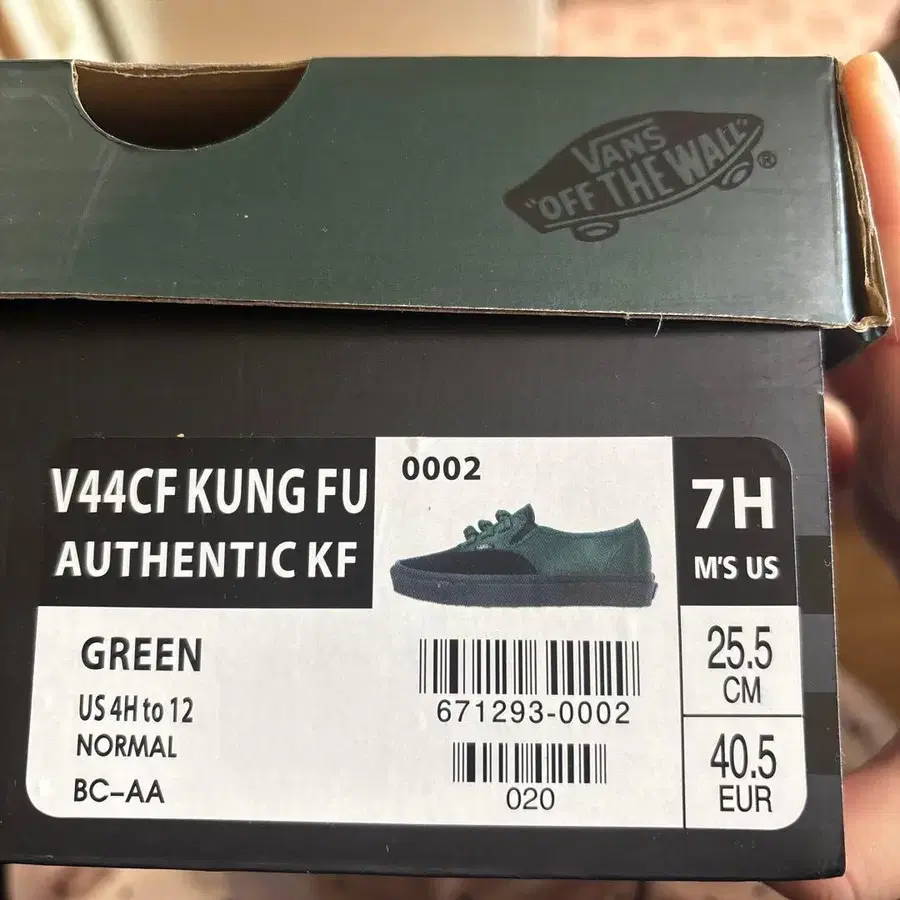 VANS
"OFF THE WALL"®
V44CF KUNG FU
AUTHENTIC KF
0002
7H
M'S US
GREEN
US 4H to 12
NORMAL
BC-AA
671293-0002
020
25.5
CM
40.5
EUR